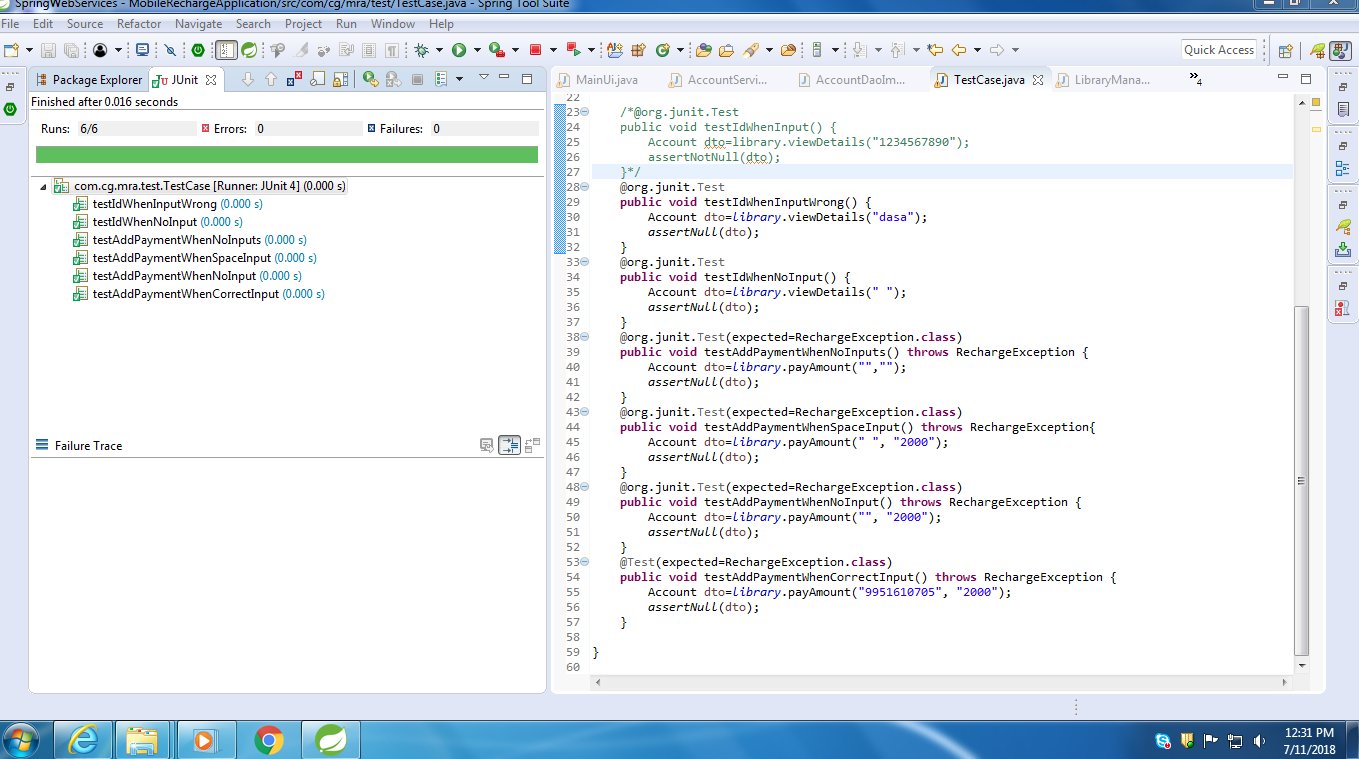 SpringWebServices - MobileRechargeApplication/src/com/cg/mra/test/TestCase.java - Spring Tool Suite
File Edit Source Refactor Navigate Search Project Run Window Help
Quick Access
Package Explorer JUnit
MainUi.java AccountServi... AccountDaoIm... TestCase.java LibraryMana... »4
Finished after 0.016 seconds
Runs: 6/6 Errors: 0 Failures: 0
com.cg.mra.test.TestCase [Runner: JUnit 4] (0.000 s)
testIdWhenInputWrong (0.000 s)
testIdWhenNoInput (0.000 s)
testAddPaymentWhenNoInputs (0.000 s)
testAddPaymentWhenSpaceInput (0.000 s)
testAddPaymentWhenNoInput (0.000 s)
testAddPaymentWhenCorrectInput (0.000 s)
Failure Trace
22
23 /*@org.junit.Test
24 public void testIdWhenInput() {
25 Account dto=library.viewDetails("1234567890");
26 assertNotNull(dto);
27 }*/
28 @org.junit.Test
29 public void testIdWhenInputWrong() {
30 Account dto=library.viewDetails("dasa");
31 assertNull(dto);
32 }
33 @org.junit.Test
34 public void testIdWhenNoInput() {
35 Account dto=library.viewDetails(" ");
36 assertNull(dto);
37 }
38 @org.junit.Test(expected=RechargeException.class)
39 public void testAddPaymentWhenNoInputs() throws RechargeException {
40 Account dto=library.payAmount("","");
41 assertNull(dto);
42 }
43 @org.junit.Test(expected=RechargeException.class)
44 public void testAddPaymentWhenSpaceInput() throws RechargeException{
45 Account dto=library.payAmount(" ", "2000");
46 assertNull(dto);
47 }
48 @org.junit.Test(expected=RechargeException.class)
49 public void testAddPaymentWhenNoInput() throws RechargeException {
50 Account dto=library.payAmount("", "2000");
51 assertNull(dto);
52 }
53 @Test(expected=RechargeException.class)
54 public void testAddPaymentWhenCorrectInput() throws RechargeException {
55 Account dto=library.payAmount("9951610705", "2000");
56 assertNull(dto);
57 }
58
59 }
60
12:31 PM
7/11/2018